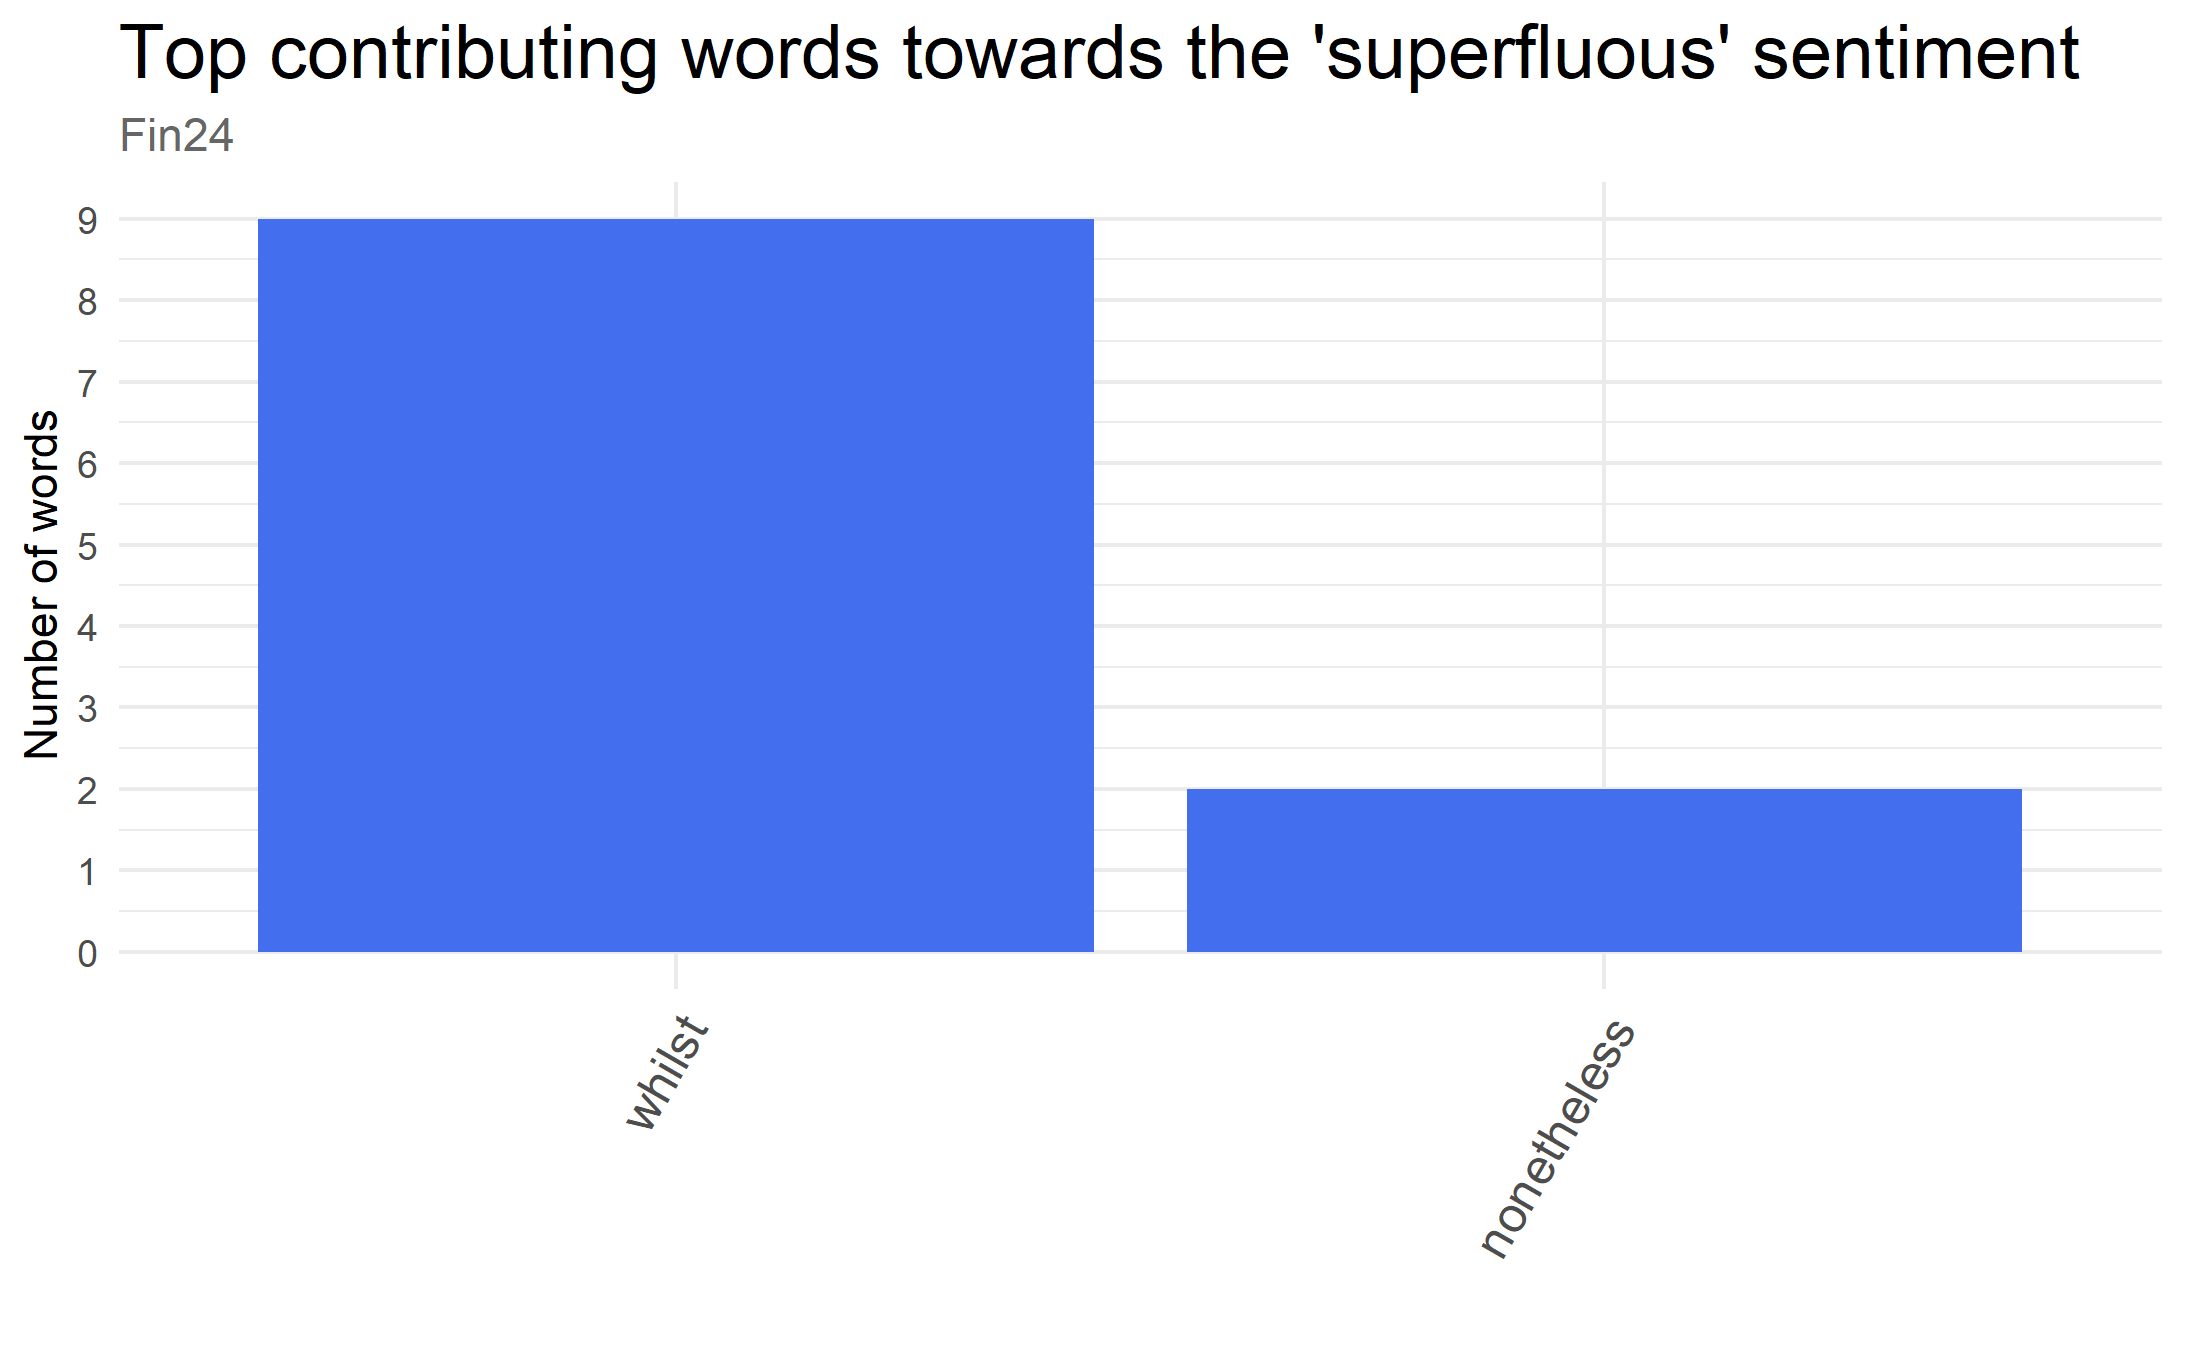 Top contributing words towards the 'superfluous' sentiment
Fin24
Number of words
9
8
7
6
5
4
3
2
1
0
whilst
nonetheless